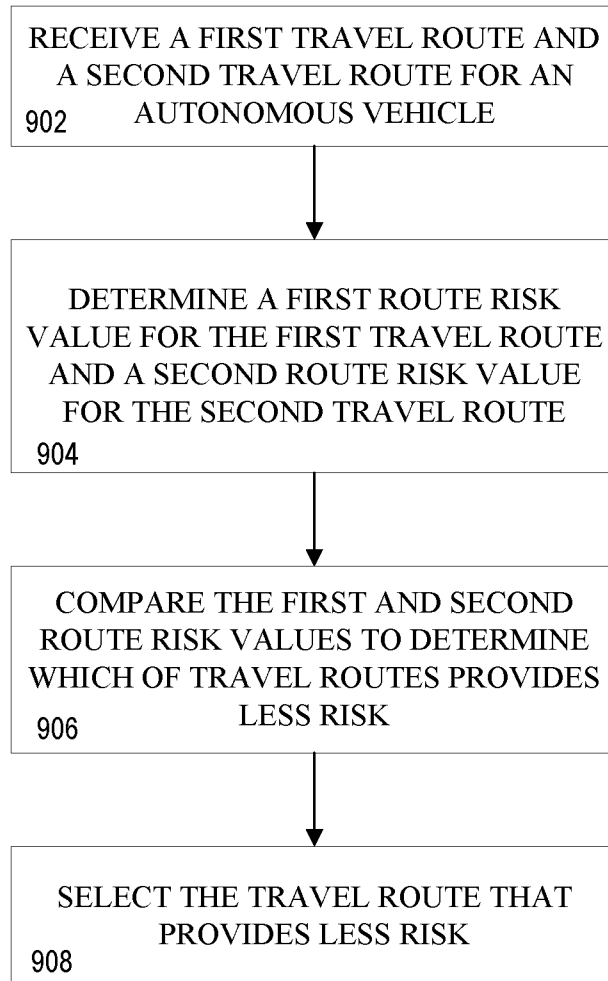 RECEIVE A FIRST TRAVEL ROUTE AND
A SECOND TRAVEL ROUTE FOR AN
AUTONOMOUS VEHICLE
902
DETERMINE A FIRST ROUTE RISK
VALUE FOR THE FIRST TRAVEL ROUTE
AND A SECOND ROUTE RISK VALUE
FOR THE SECOND TRAVEL ROUTE
904
COMPARE THE FIRST AND SECOND
ROUTE RISK VALUES TO DETERMINE
WHICH OF TRAVEL ROUTES PROVIDES
LESS RISK
906
SELECT THE TRAVEL ROUTE THAT
PROVIDES LESS RISK
908